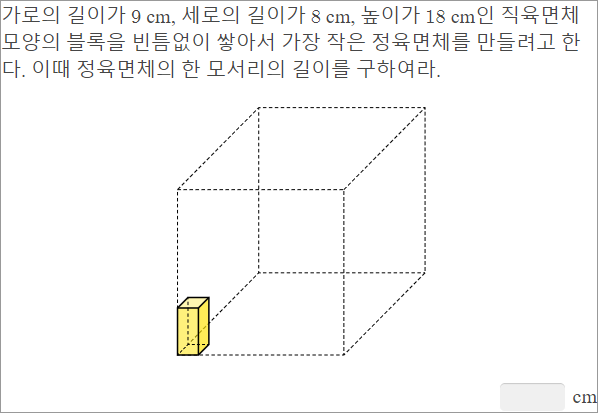 가로의 길이가 9 cm, 세로의 길이가 8 cm, 높이가 18 cm인 직육면체
모양의 블록을 빈틈없이 쌓아서 가장 작은 정육면체를 만들려고 한
다. 이때 정육면체의 한 모서리의 길이를 구하여라.
cm